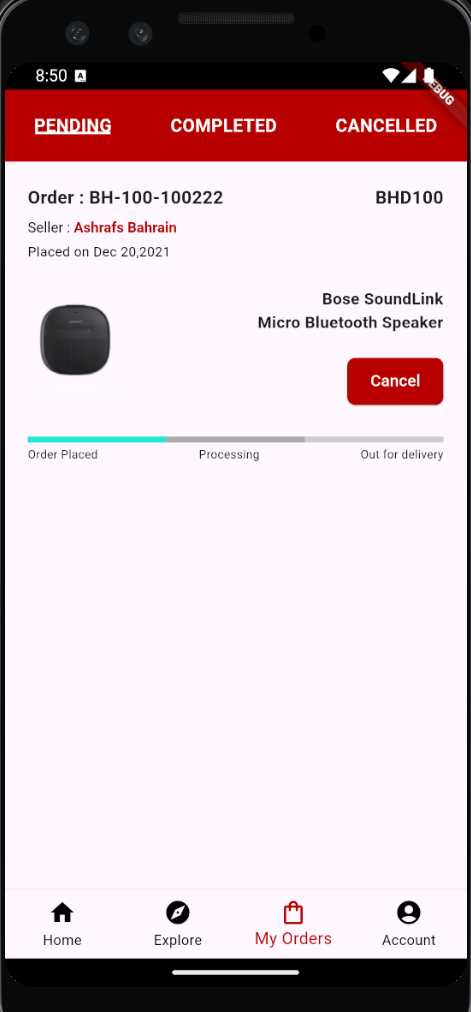 8:50 A
DEBUG
PENDING COMPLETED CANCELLED
Order : BH-100-100222 BHD100
Seller : Ashrafs Bahrain
Placed on Dec 20,2021
Bose SoundLink
Micro Bluetooth Speaker
Cancel
Order Placed Processing Out for delivery
Home Explore My Orders Account